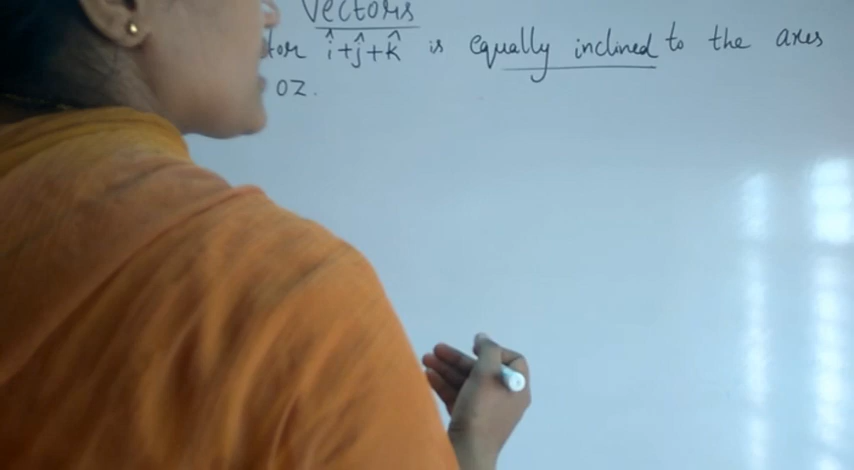 Vectors
tor î+ĵ+k̂ is equally inclined to the axes
OZ.